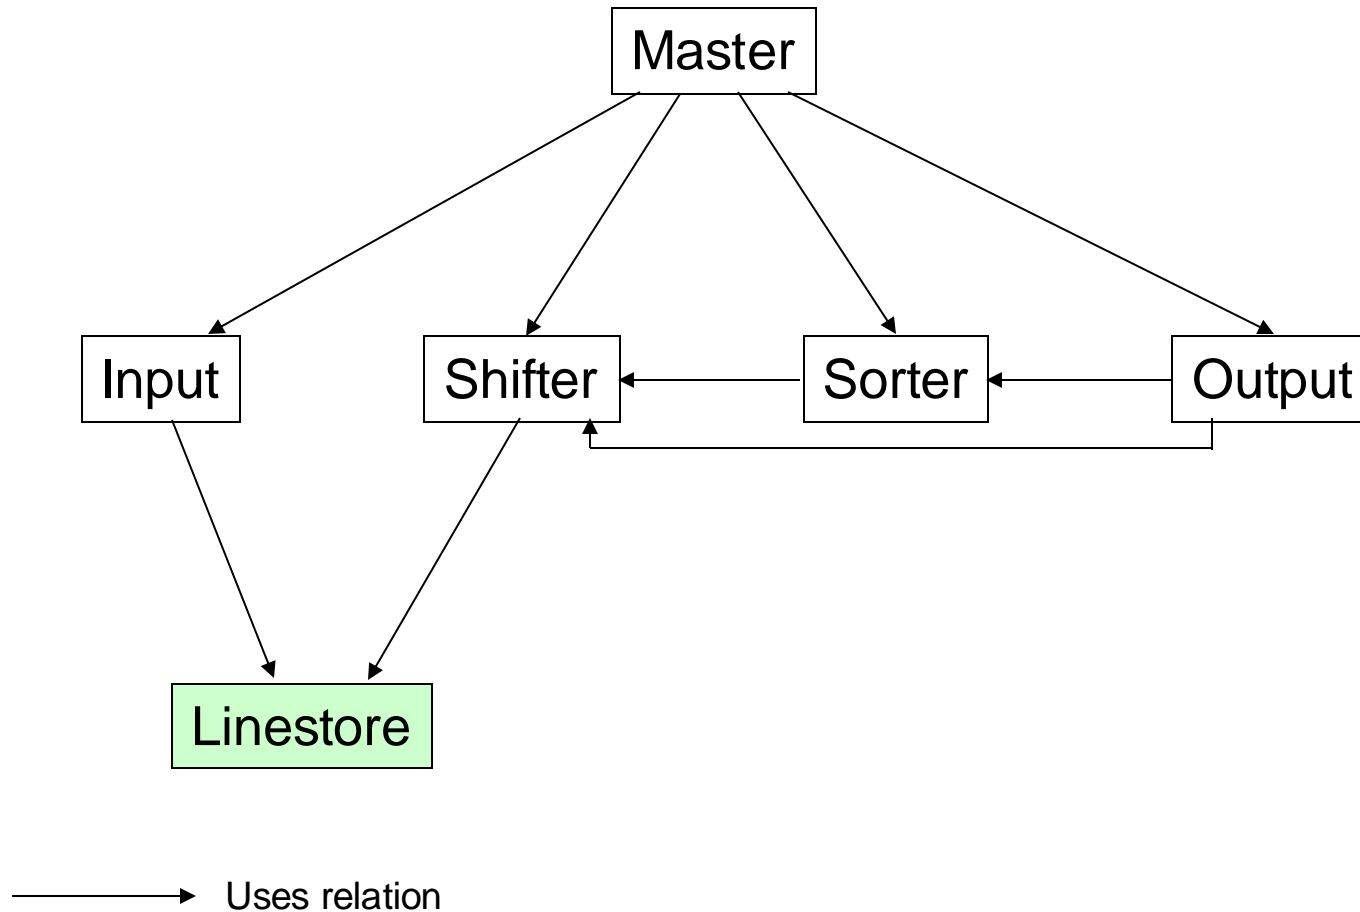 Master
Input
Shifter
Sorter
Output
Linestore
Uses relation